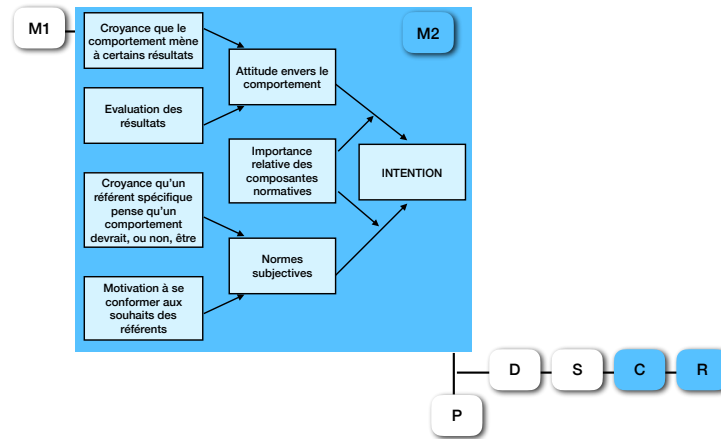 M1
Croyance que le
comportement mène
à certains résultats
M2
Attitude envers le
comportement
Evaluation des
résultats
Importance
relative des
composantes
normatives
INTENTION
Croyance qu'un
référent spécifique
pense qu'un
comportement
devrait, ou non, être
Normes
subjectives
Motivation à se
conformer aux
souhaits des
référents
D
S
C
R
P